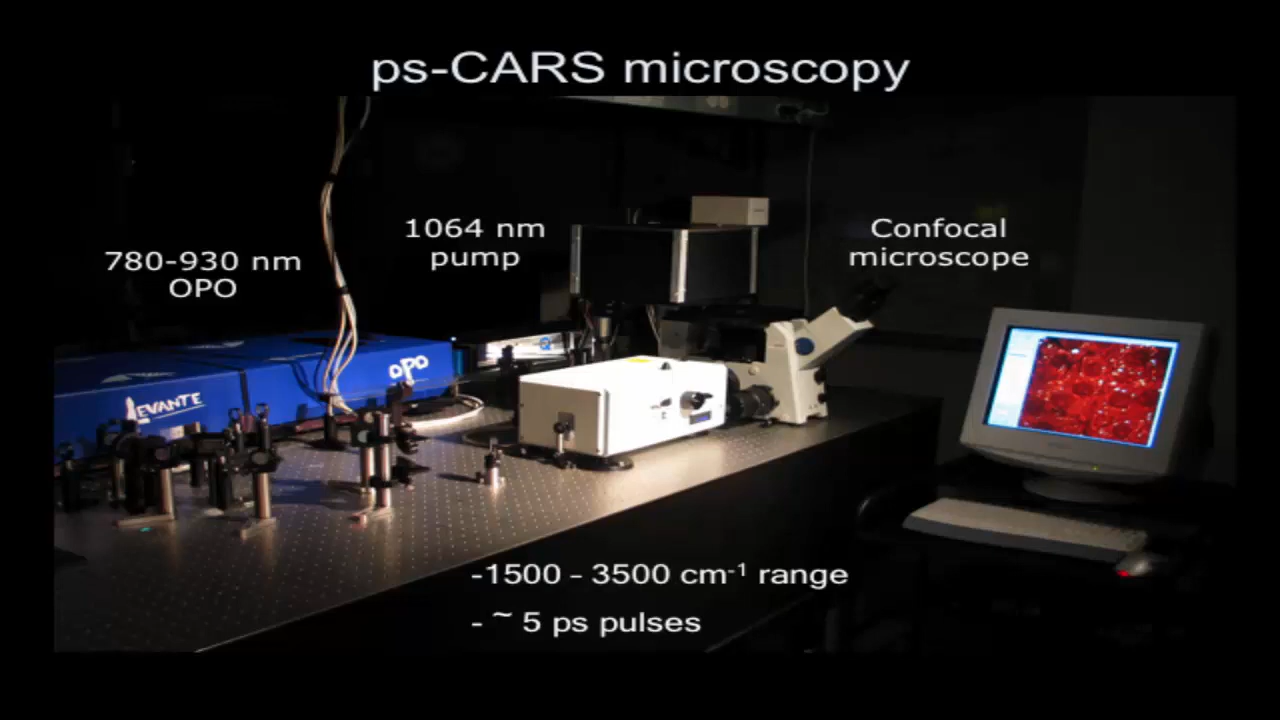 ps-CARS microscopy
1064 nm
pump
Confocal
microscope
780-930 nm
OPO
OPO
LEVANTE
-1500 - 3500 cm⁻¹ range
- ~ 5 ps pulses